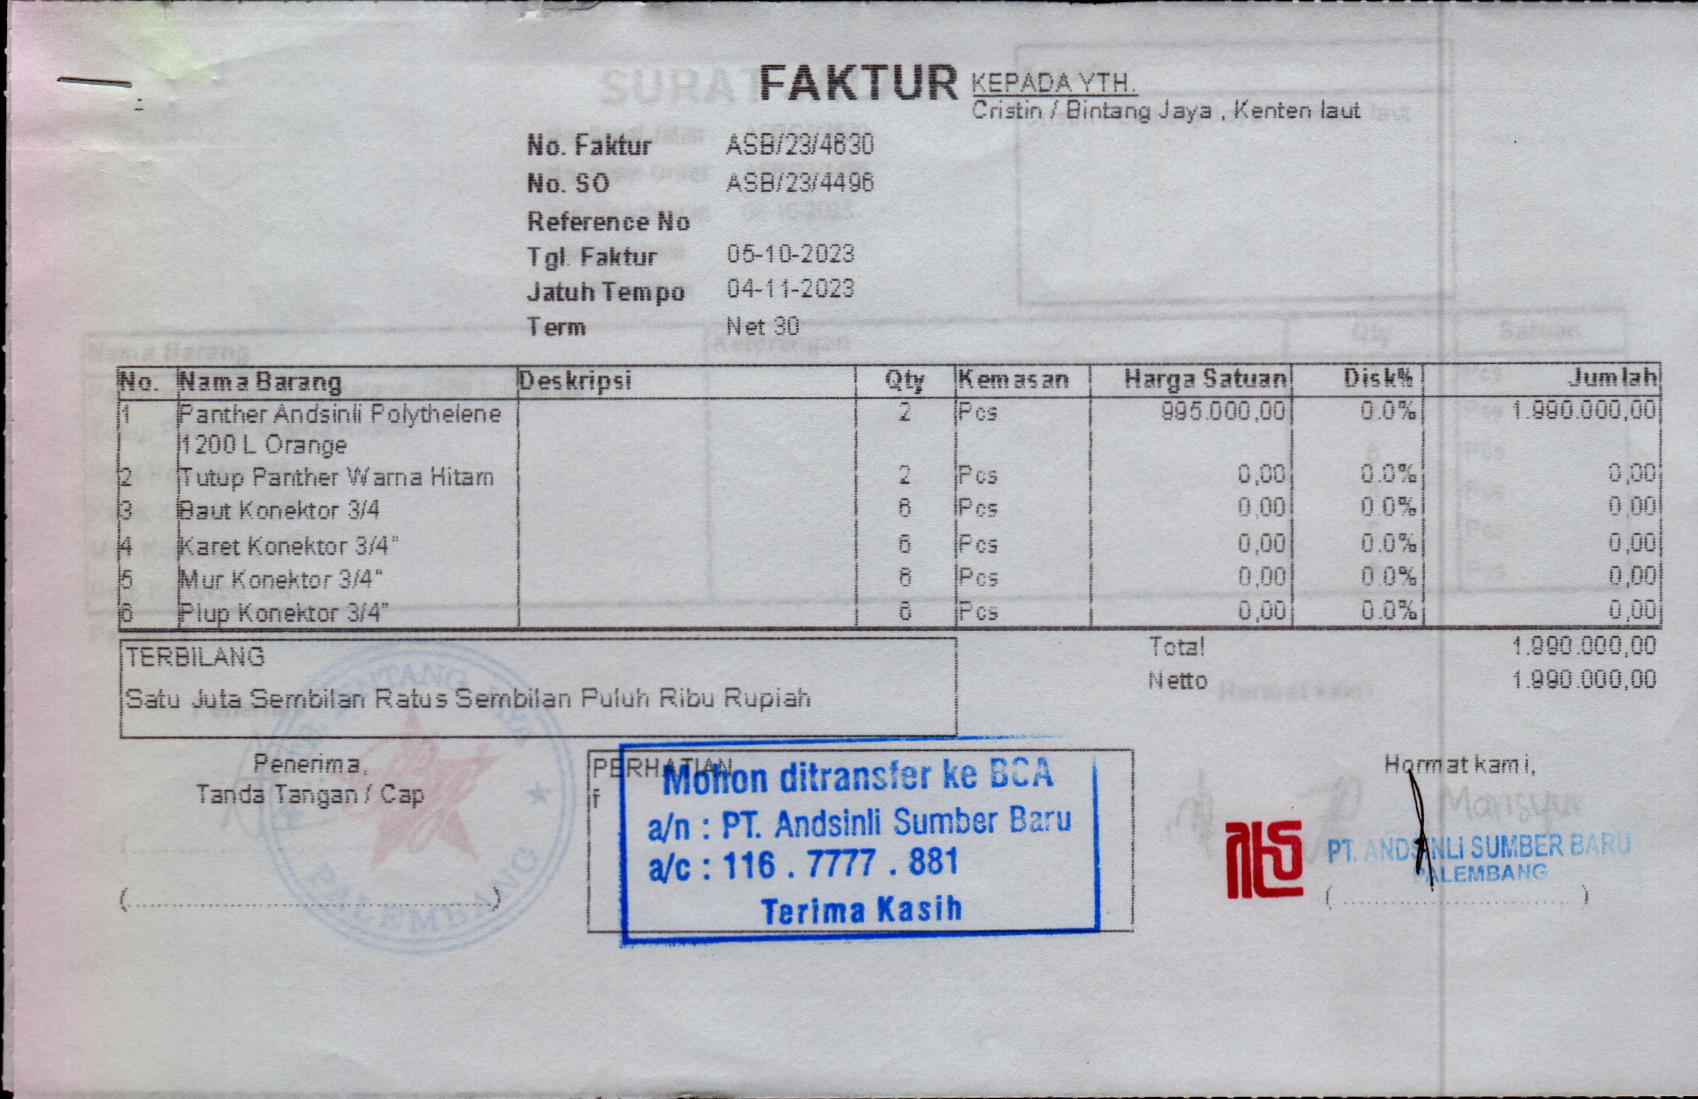 FAKTUR
KEPADA YTH.
Cristin / Bintang Jaya , Kenten laut
No. Faktur ASB/23/4630
No. SO ASB/23/4496
Reference No
Tgl. Faktur 05-10-2023
Jatuh Tempo 04-11-2023
Term Net 30
No. Nama Barang Deskripsi Qty Kemasan Harga Satuan Disk% Jumlah
1 Panther Andsinli Polythelene 2 Pcs 995.000,00 0.0% 1.990.000,00
1200 L Orange
2 Tutup Panther Warna Hitam 2 Pcs 0,00 0.0% 0,00
3 Baut Konektor 3/4 6 Pcs 0,00 0.0% 0,00
4 Karet Konektor 3/4" 6 Pcs 0,00 0.0% 0,00
5 Mur Konektor 3/4" 6 Pcs 0,00 0.0% 0,00
6 Plup Konektor 3/4" 6 Pcs 0,00 0.0% 0,00
Total 1.990.000,00
Netto 1.990.000,00
TERBILANG
Satu Juta Sembilan Ratus Sembilan Puluh Ribu Rupiah
Penerima,
Tanda Tangan / Cap
PALEMBANG
PERHATIAN
f
Mohon ditransfer ke BCA
a/n : PT. Andsinli Sumber Baru
a/c : 116 . 7777 . 881
Terima Kasih
Hormat kami,
PT. ANDSINLI SUMBER BARU
PALEMBANG